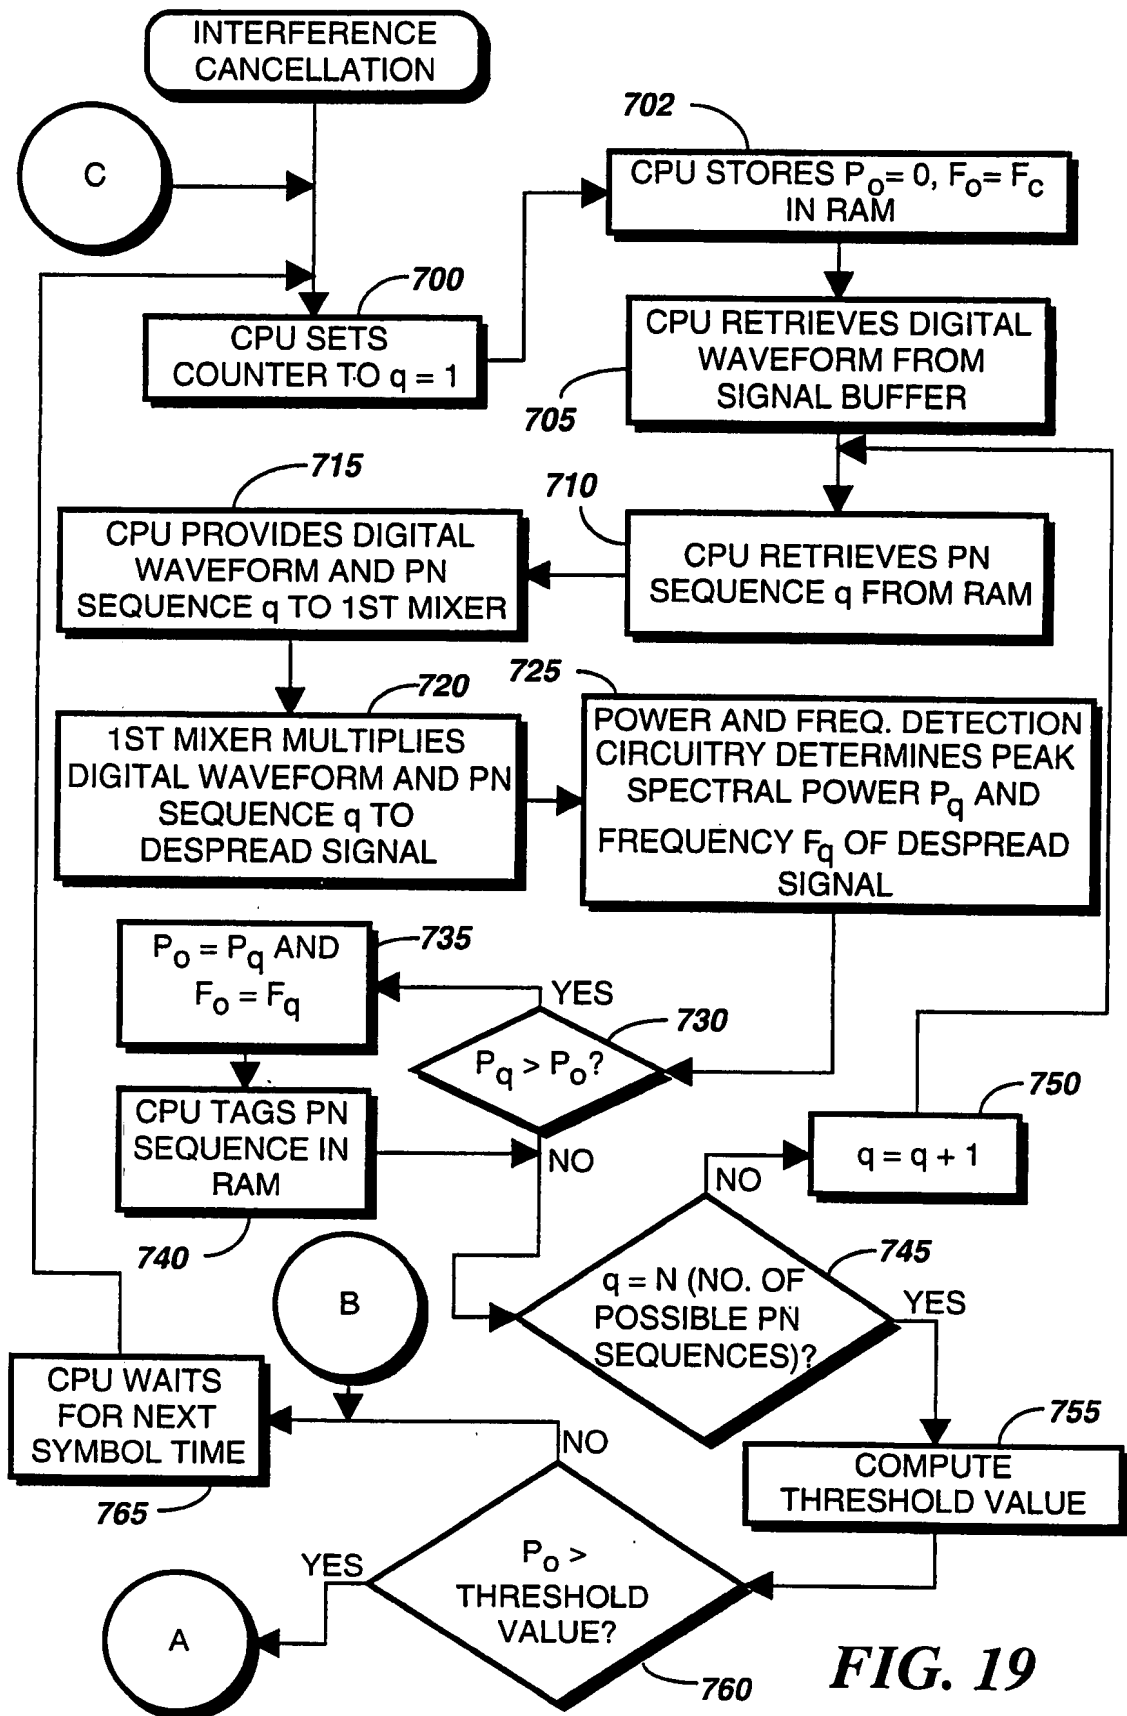 INTERFERENCE
CANCELLATION
C
702
CPU STORES Po= 0, Fo= Fc
IN RAM
700
CPU SETS
COUNTER TO q = 1
CPU RETRIEVES DIGITAL
WAVEFORM FROM
SIGNAL BUFFER
705
715
CPU PROVIDES DIGITAL
WAVEFORM AND PN
SEQUENCE q TO 1ST MIXER
710
CPU RETRIEVES PN
SEQUENCE q FROM RAM
720
1ST MIXER MULTIPLIES
DIGITAL WAVEFORM AND PN
SEQUENCE q TO
DESPREAD SIGNAL
725
POWER AND FREQ. DETECTION
CIRCUITRY DETERMINES PEAK
SPECTRAL POWER Pq AND
FREQUENCY Fq OF DESPREAD
SIGNAL
735
Po = Pq AND
Fo = Fq
YES
730
Pq > Po?
NO
CPU TAGS PN
SEQUENCE IN
RAM
740
750
q = q + 1
NO
745
q = N (NO. OF
POSSIBLE PN
SEQUENCES)?
YES
B
CPU WAITS
FOR NEXT
SYMBOL TIME
765
NO
755
COMPUTE
THRESHOLD VALUE
YES
Po >
THRESHOLD
VALUE?
760
A
FIG. 19